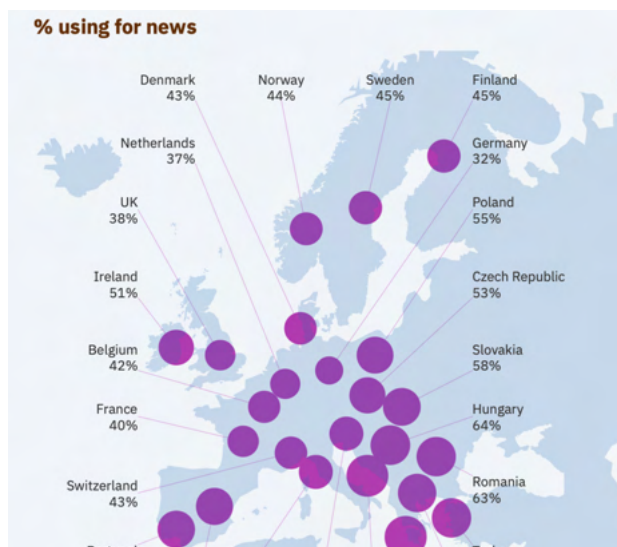 % using for news
Denmark
43%
Norway
44%
Sweden
45%
Finland
45%
Netherlands
37%
Germany
32%
UK
38%
Poland
55%
Ireland
51%
Czech Republic
53%
Belgium
42%
Slovakia
58%
France
40%
Hungary
64%
Switzerland
43%
Romania
63%